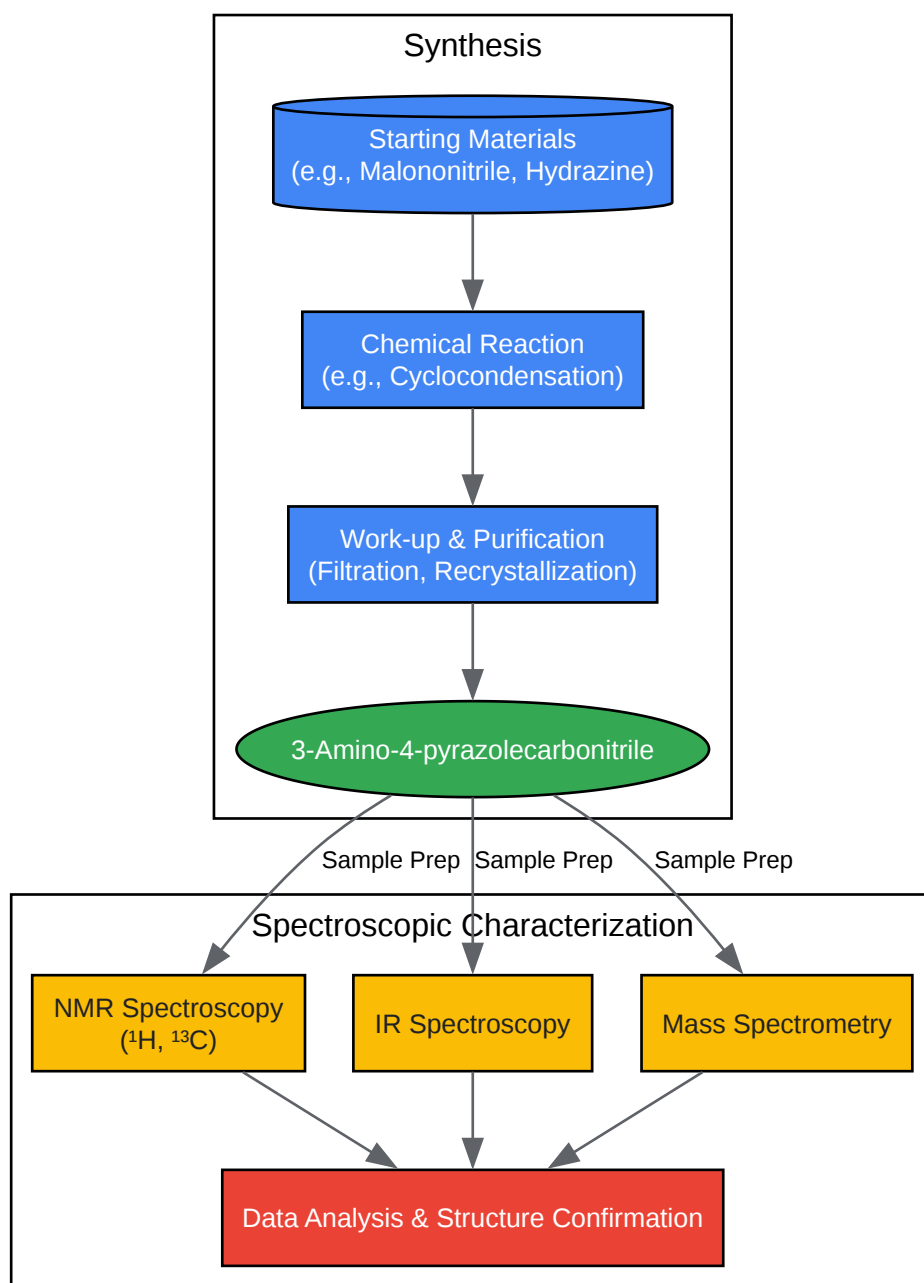 Synthesis
Starting Materials
(e.g., Malononitrile, Hydrazine)
Chemical Reaction
(e.g., Cyclocondensation)
Work-up & Purification
(Filtration, Recrystallization)
3-Amino-4-pyrazolecarbonitrile
Sample Prep
Sample Prep
Sample Prep
Spectroscopic Characterization
NMR Spectroscopy
(¹H, ¹³C)
IR Spectroscopy
Mass Spectrometry
Data Analysis & Structure Confirmation